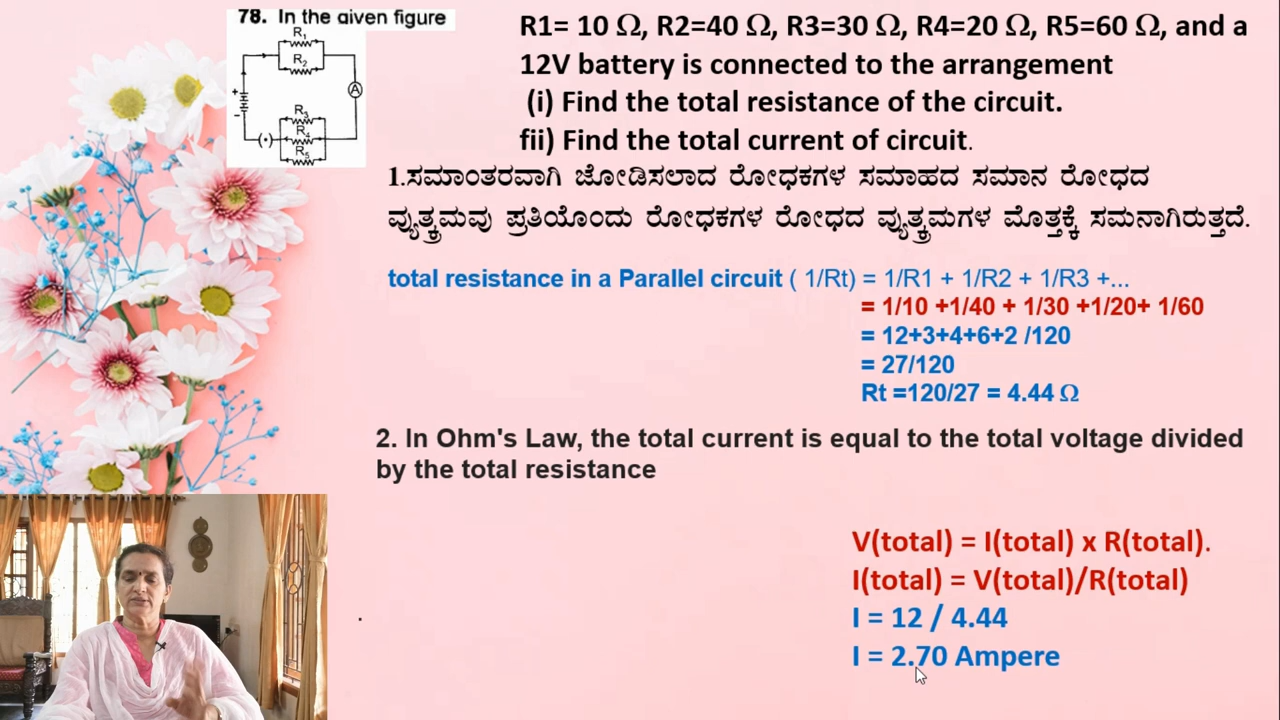 78. In the given figure
R1
R2
+
-
A
R3
R4
R5
R1= 10 Ω, R2=40 Ω, R3=30 Ω, R4=20 Ω, R5=60 Ω, and a
12V battery is connected to the arrangement
(i) Find the total resistance of the circuit.
fii) Find the total current of circuit.
1.ಸಮಾಂತರವಾಗಿ ಜೋಡಿಸಲಾದ ರೋಧಕಗಳ ಸಮಾಹದ ಸಮಾನ ರೋಧದ
ವ್ಯುತ್ಕ್ರಮವು ಪ್ರತಿಯೊಂದು ರೋಧಕಗಳ ರೋಧದ ವ್ಯುತ್ಕ್ರಮಗಳ ಮೊತ್ತಕ್ಕೆ ಸಮನಾಗಿರುತ್ತದೆ.
total resistance in a Parallel circuit ( 1/Rt) = 1/R1 + 1/R2 + 1/R3 +...
= 1/10 +1/40 + 1/30 +1/20+ 1/60
= 12+3+4+6+2 /120
= 27/120
Rt =120/27 = 4.44 Ω
2. In Ohm's Law, the total current is equal to the total voltage divided
by the total resistance
V(total) = I(total) x R(total).
I(total) = V(total)/R(total)
I = 12 / 4.44
I = 2.70 Ampere